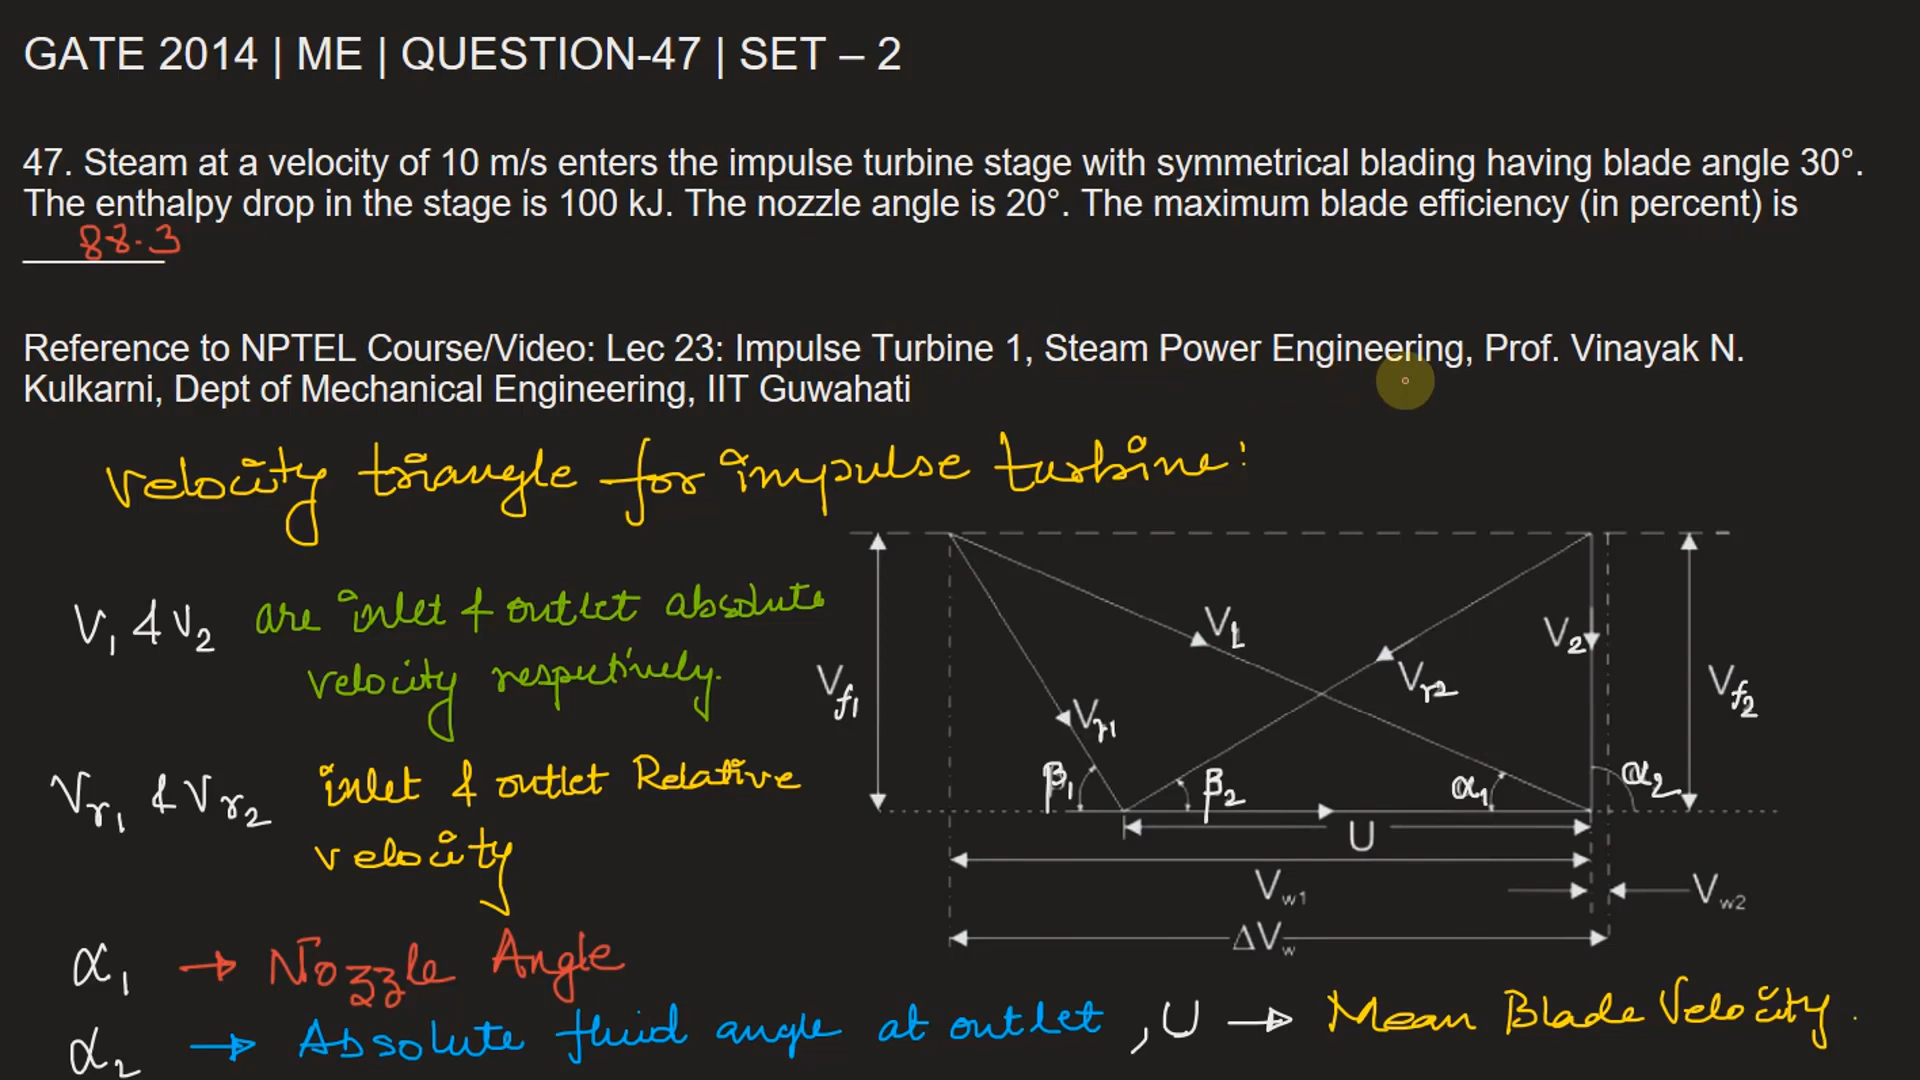 GATE 2014 | ME | QUESTION-47 | SET – 2
47. Steam at a velocity of 10 m/s enters the impulse turbine stage with symmetrical blading having blade angle 30°.
The enthalpy drop in the stage is 100 kJ. The nozzle angle is 20°. The maximum blade efficiency (in percent) is
88.3
Reference to NPTEL Course/Video: Lec 23: Impulse Turbine 1, Steam Power Engineering, Prof. Vinayak N.
Kulkarni, Dept of Mechanical Engineering, IIT Guwahati
Velocity triangle for impulse turbine:
V1 & V2 are inlet & outlet absolute
velocity respectively.
Vr1 & Vr2 inlet & outlet Relative
velocity
α1 → Nozzle Angle
α2 → Absolute fluid angle at outlet, U → Mean Blade Velocity.
V1
V2
Vf1
Vr2
Vf2
Vr1
β1
β2
α1
α2
U
Vw1
Vw2
ΔVw